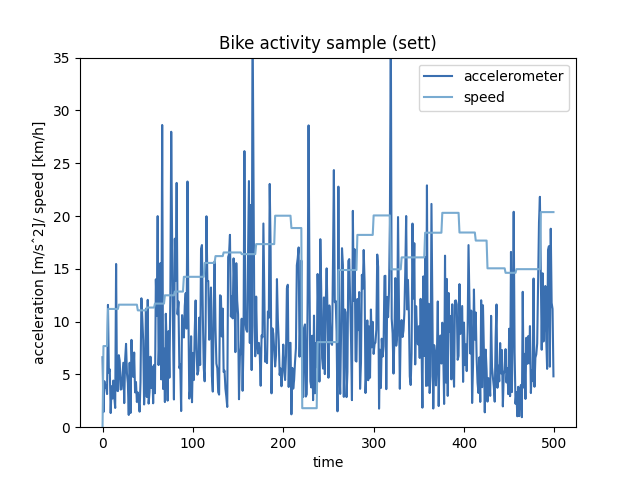 Bike activity sample (sett)
accelerometer
speed
acceleration [m/s^2]/ speed [km/h]
35
30
25
20
15
10
5
0
0 100 200 300 400 500
time